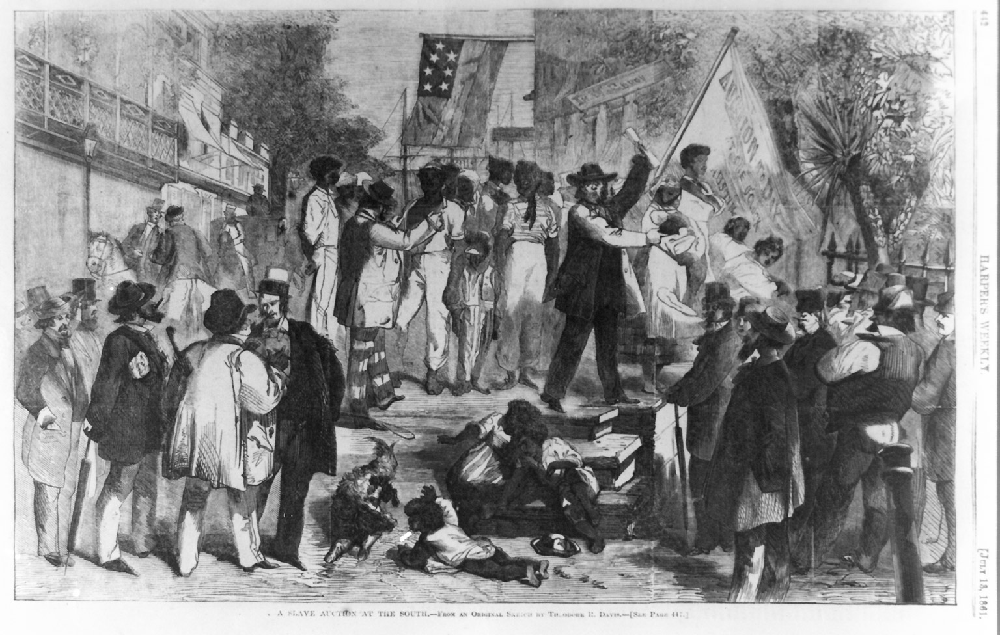 442
HARPER'S WEEKLY.
[JULY 13, 1861.
A SLAVE AUCTION AT THE SOUTH.—FROM AN ORIGINAL SKETCH BY THEODORE R. DAVIS.—[SEE PAGE 447.]